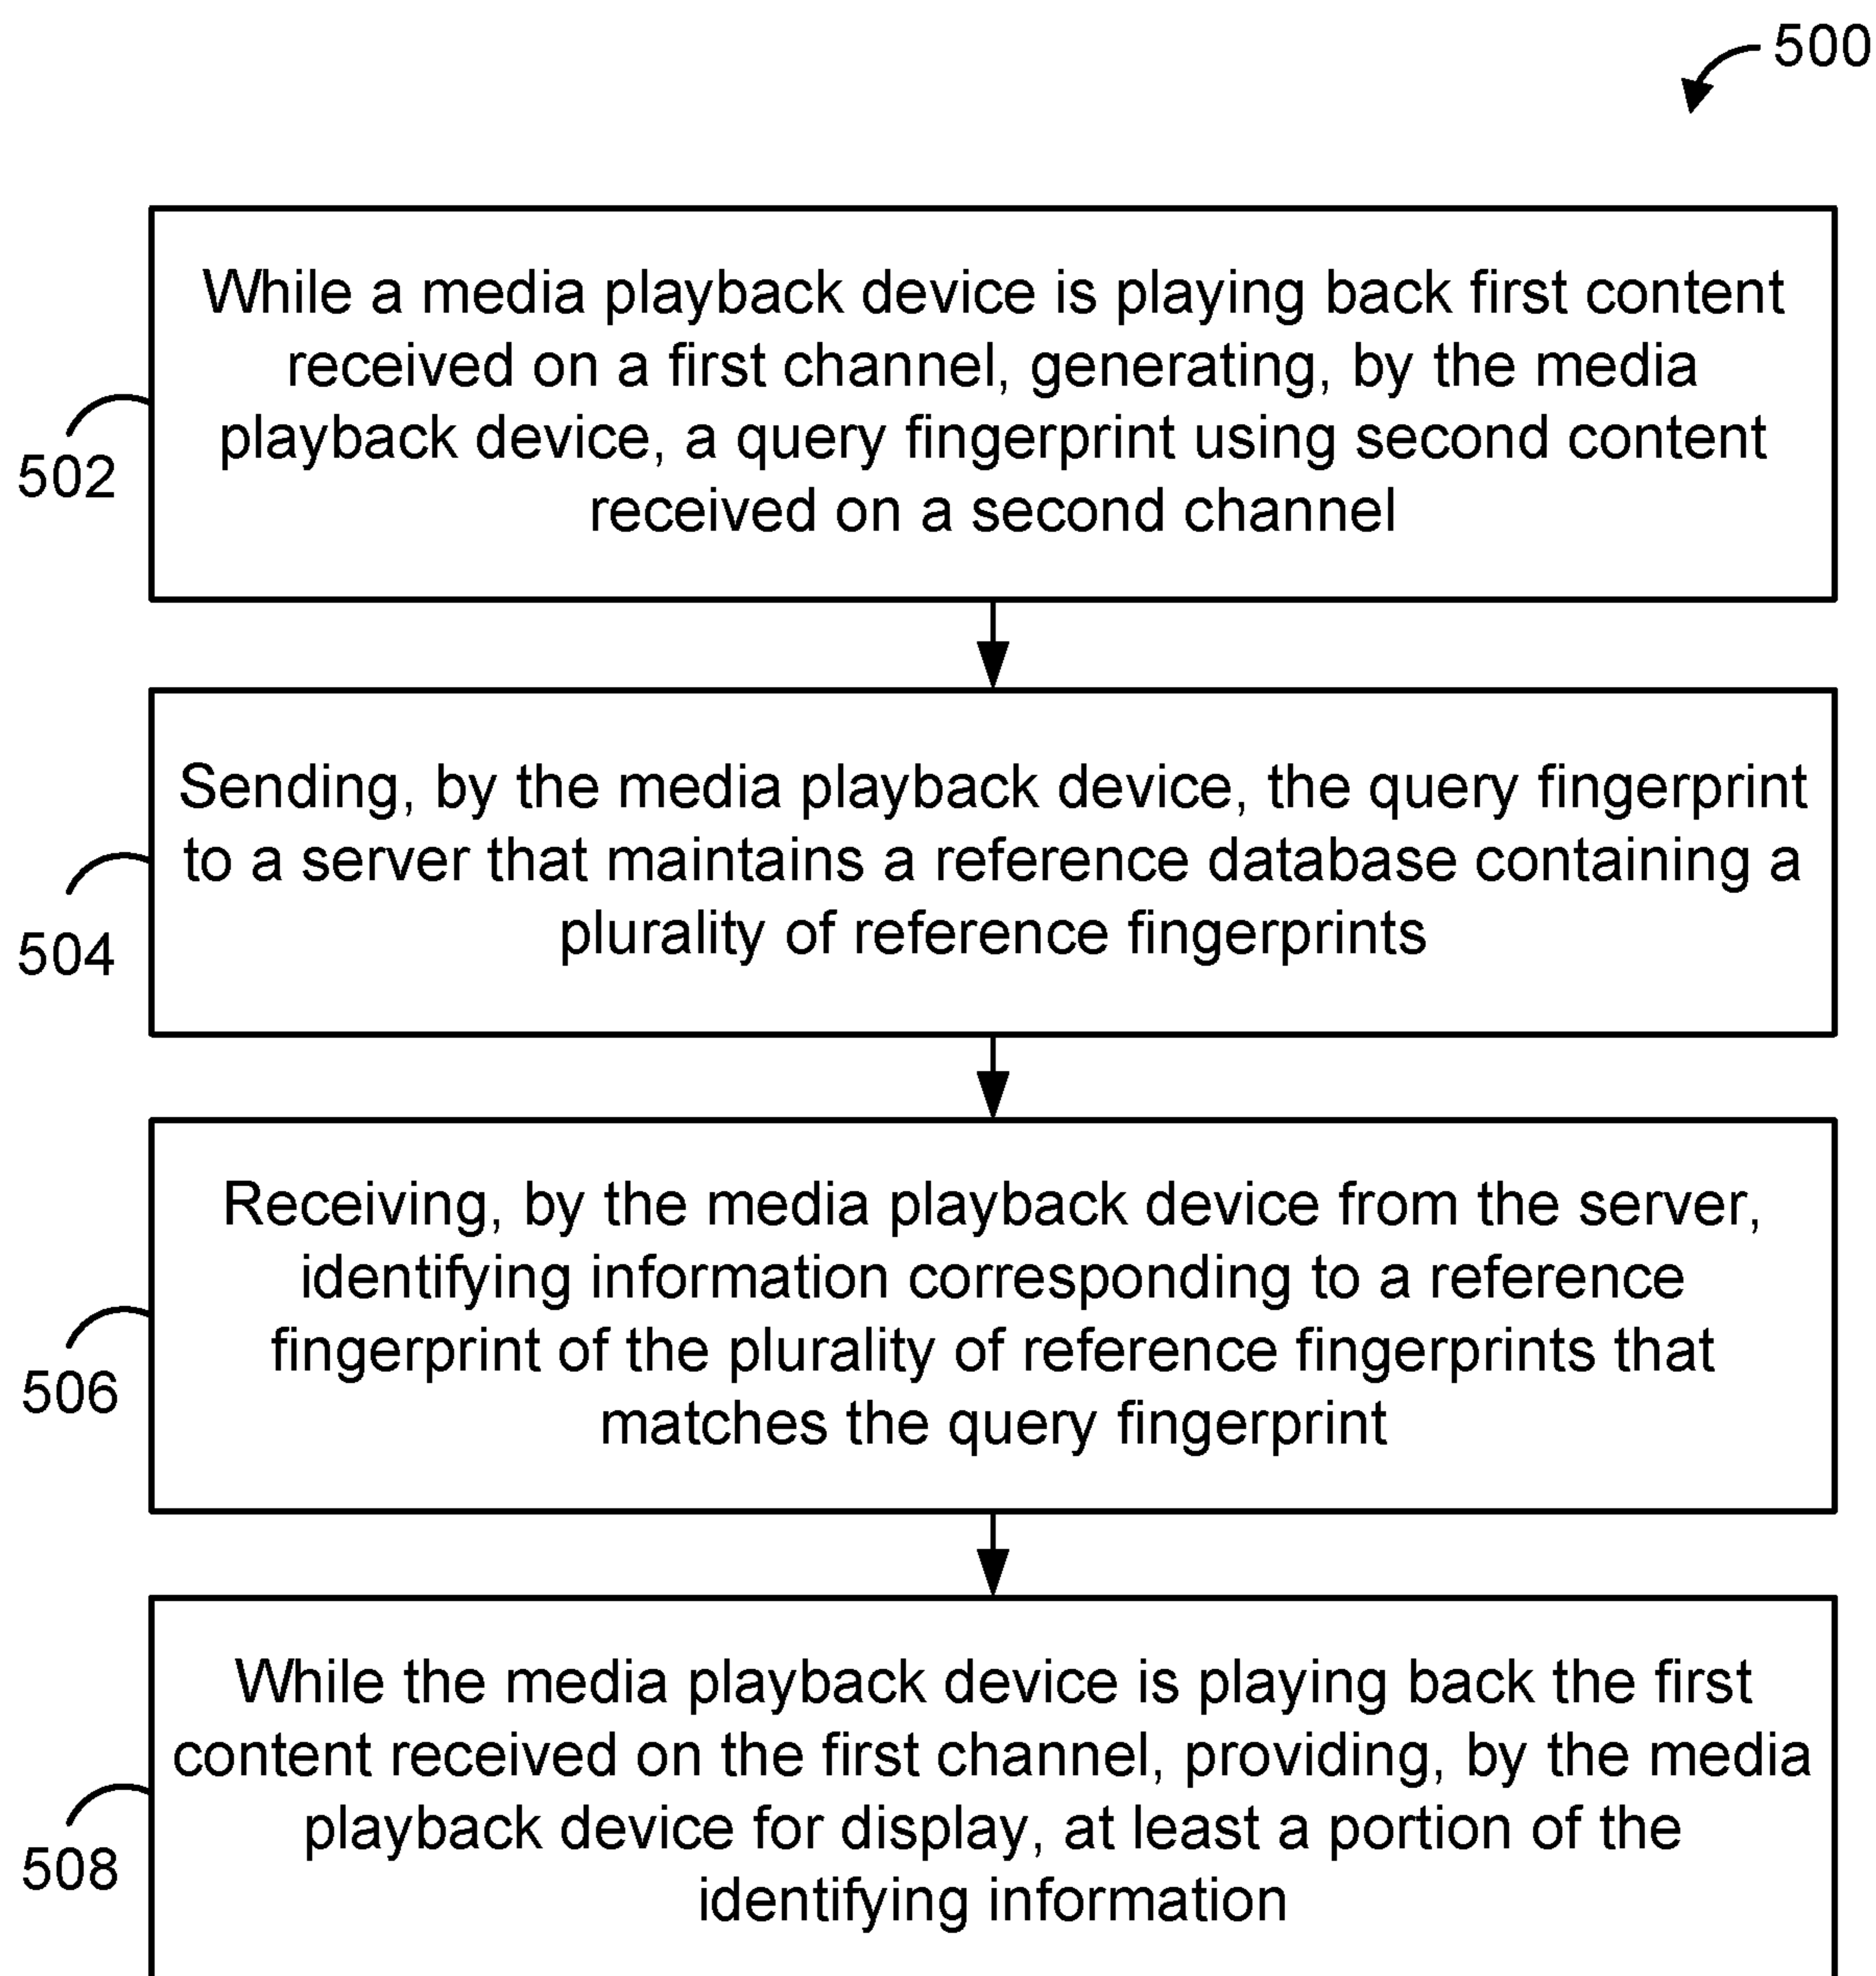 500
While a media playback device is playing back first content
received on a first channel, generating, by the media
playback device, a query fingerprint using second content
received on a second channel
502
Sending, by the media playback device, the query fingerprint
to a server that maintains a reference database containing a
plurality of reference fingerprints
504
Receiving, by the media playback device from the server,
identifying information corresponding to a reference
fingerprint of the plurality of reference fingerprints that
matches the query fingerprint
506
While the media playback device is playing back the first
content received on the first channel, providing, by the media
playback device for display, at least a portion of the
identifying information
508